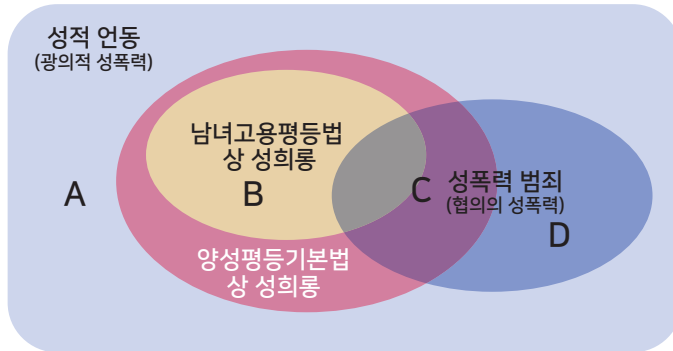 성적 언동
(광의적 성폭력)
남녀고용평등법
상 성희롱
A
B
C
성폭력 범죄
(협의의 성폭력)
D
양성평등기본법
상 성희롱